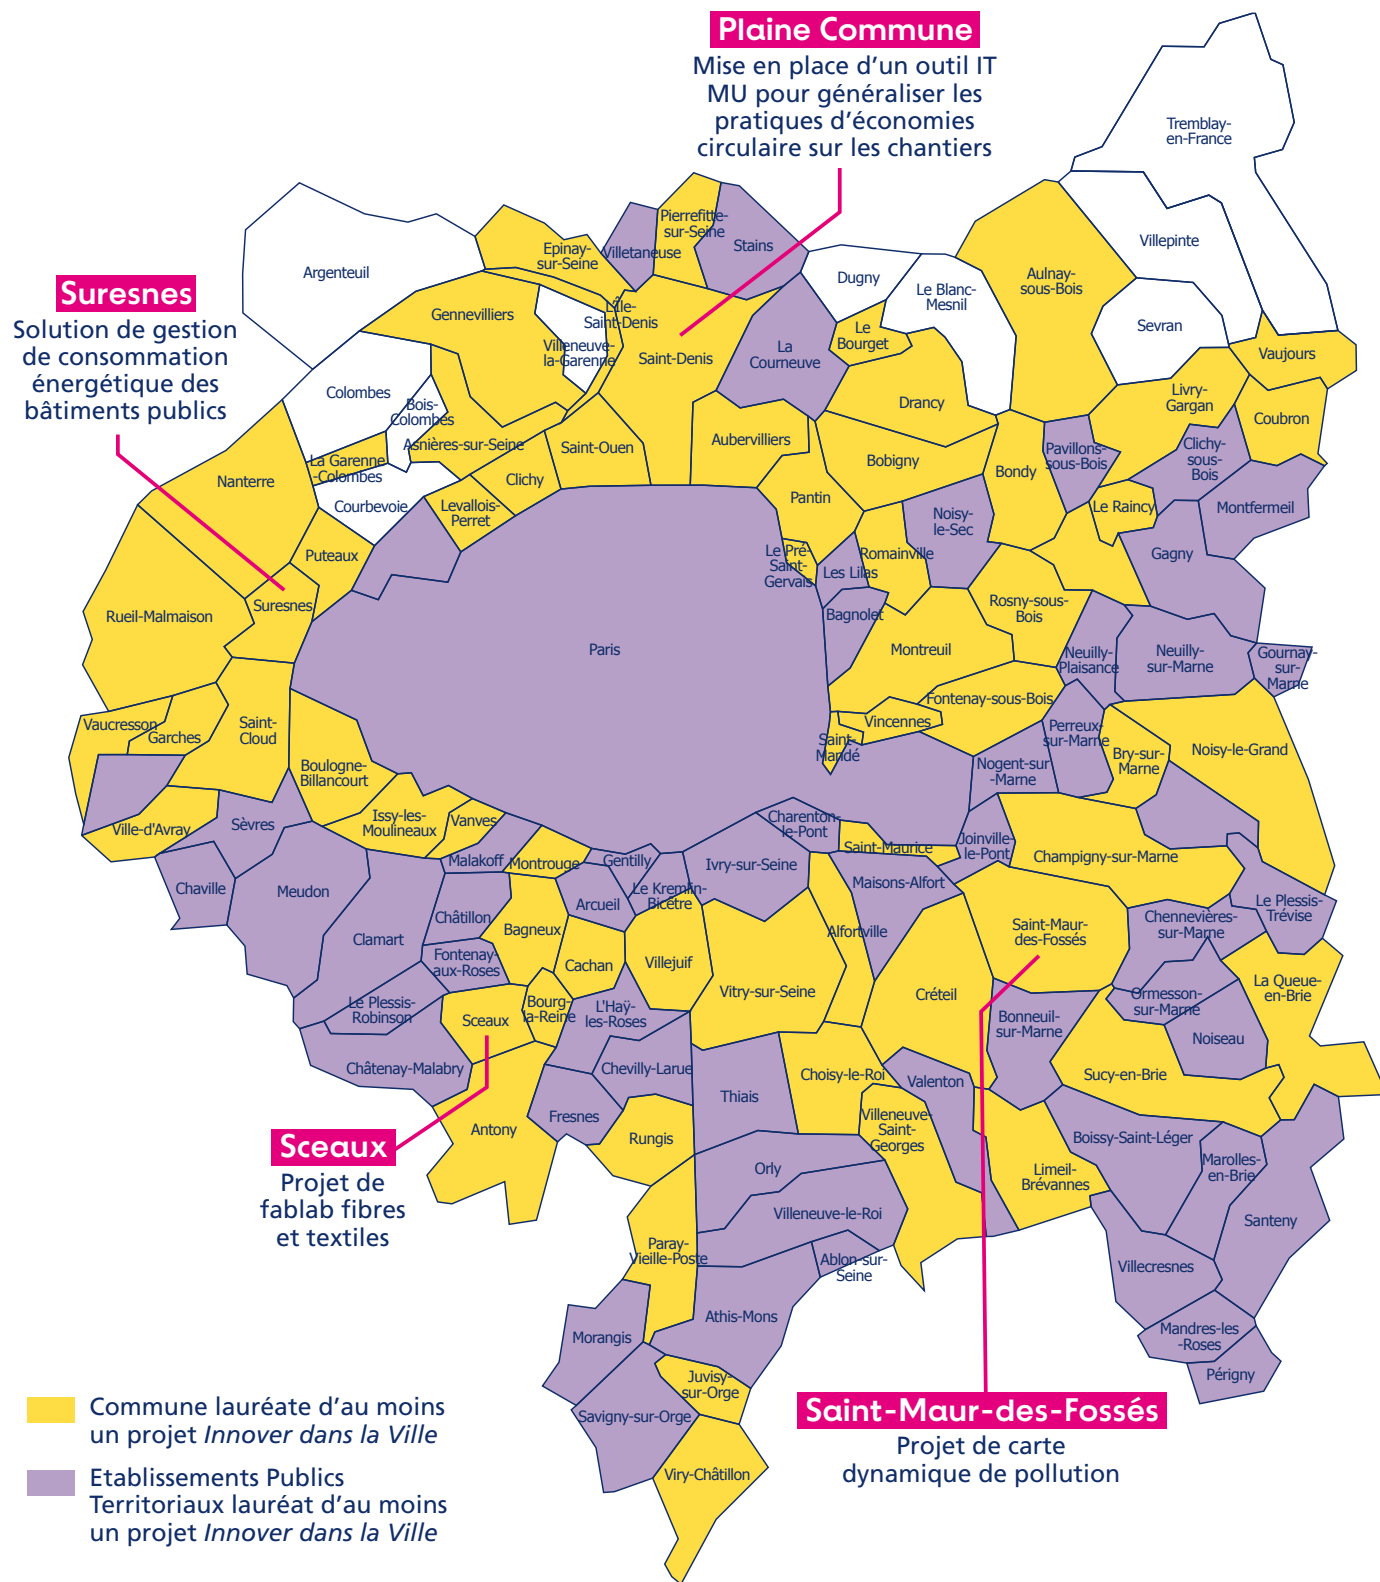 Plaine Commune
Mise en place d’un outil IT
MU pour généraliser les
pratiques d’économies
circulaire sur les chantiers
Suresnes
Solution de gestion
de consommation
énergétique des
bâtiments publics
Tremblay-
en-France
Villepinte
Sevran
Argenteuil
Epinay-
sur-Seine
Villetaneuse
Pierrefitte-
sur-Seine
Stains
Dugny
Le Blanc-
Mesnil
Aulnay-
sous-Bois
Gennevilliers
L'Île-
Saint-Denis
Villeneuve-
la-Garenne
Saint-Denis
La
Courneuve
Le
Bourget
Vaujours
Colombes
Bois-
Colombes
Asnières-sur-Seine
Drancy
Livry-
Gargan
Coubron
La Garenne
-Colombes
Nanterre
Courbevoie
Levallois-
Perret
Clichy
Saint-Ouen
Aubervilliers
Bobigny
Bondy
Pavillons-
sous-Bois
Clichy-
sous-
Bois
Pantin
Noisy-
le-Sec
Le Raincy
Montfermeil
Puteaux
Le Pré-
Saint-
Gervais
Les Lilas
Romainville
Gagny
Rueil-Malmaison
Suresnes
Bagnolet
Rosny-sous-
Bois
Paris
Montreuil
Neuilly-
Plaisance
Neuilly-
sur-Marne
Gournay-
sur-
Marne
Vaucresson
Garches
Saint-
Cloud
Fontenay-sous-Bois
Vincennes
Saint-
Mandé
Perreux-
sur-Marne
Nogent-sur
-Marne
Bry-sur-
Marne
Noisy-le-Grand
Boulogne-
Billancourt
Ville-d'Avray
Sèvres
Issy-les-
Moulineaux
Vanves
Malakoff
Montrouge
Gentilly
Charenton-
le-Pont
Saint-Maurice
Joinville-
le-Pont
Champigny-sur-Marne
Chaville
Meudon
Châtillon
Arcueil
Le Kremlin-
Bicêtre
Ivry-sur-Seine
Maisons-Alfort
Le Plessis-
Trévise
Clamart
Bagneux
Alfortville
Saint-Maur-
des-Fossés
Chennevières-
sur-Marne
Fontenay-
aux-Roses
Cachan
Villejuif
Vitry-sur-Seine
Créteil
La Queue-
en-Brie
Le Plessis-
Robinson
Sceaux
Bourg-
la-Reine
L'Haÿ-
les-Roses
Bonneuil-
sur-Marne
Ormesson-
sur-Marne
Noiseau
Châtenay-Malabry
Chevilly-Larue
Choisy-le-Roi
Valenton
Sucy-en-Brie
Thiais
Antony
Fresnes
Rungis
Villeneuve-
Saint-
Georges
Boissy-Saint-Léger
Marolles-
en-Brie
Limeil-
Brévannes
Orly
Villeneuve-le-Roi
Santeny
Sceaux
Projet de
fablab fibres
et textiles
Paray-
Vieille-Poste
Ablon-sur-
Seine
Villecresnes
Athis-Mons
Morangis
Mandres-les
-Roses
Périgny
Juvisy-
sur-Orge
Savigny-sur-Orge
Viry-Châtillon
Saint-Maur-des-Fossés
Projet de carte
dynamique de pollution
Commune lauréate d’au moins
un projet Innover dans la Ville
Etablissements Publics
Territoriaux lauréat d’au moins
un projet Innover dans la Ville